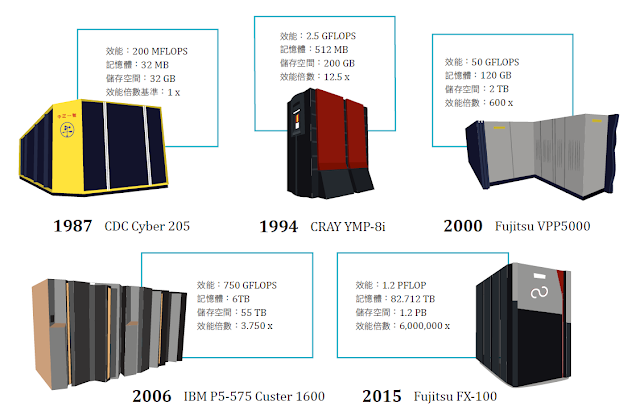 效能：200 MFLOPS
記憶體：32 MB
儲存空間：32 GB
效能倍數基準：1 x
1987 CDC Cyber 205
效能：2.5 GFLOPS
記憶體：512 MB
儲存空間：200 GB
效能倍數：12.5 x
1994 CRAY YMP-8i
效能：50 GFLOPS
記憶體：120 GB
儲存空間：2 TB
效能倍數：600 x
2000 Fujitsu VPP5000
效能：750 GFLOPS
記憶體：6TB
儲存空間：55 TB
效能倍數：3.750 x
2006 IBM P5-575 Custer 1600
效能：1.2 PFLOP
記憶體：82.712 TB
儲存空間：1.2 PB
效能倍數：6,000,000 x
2015 Fujitsu FX-100